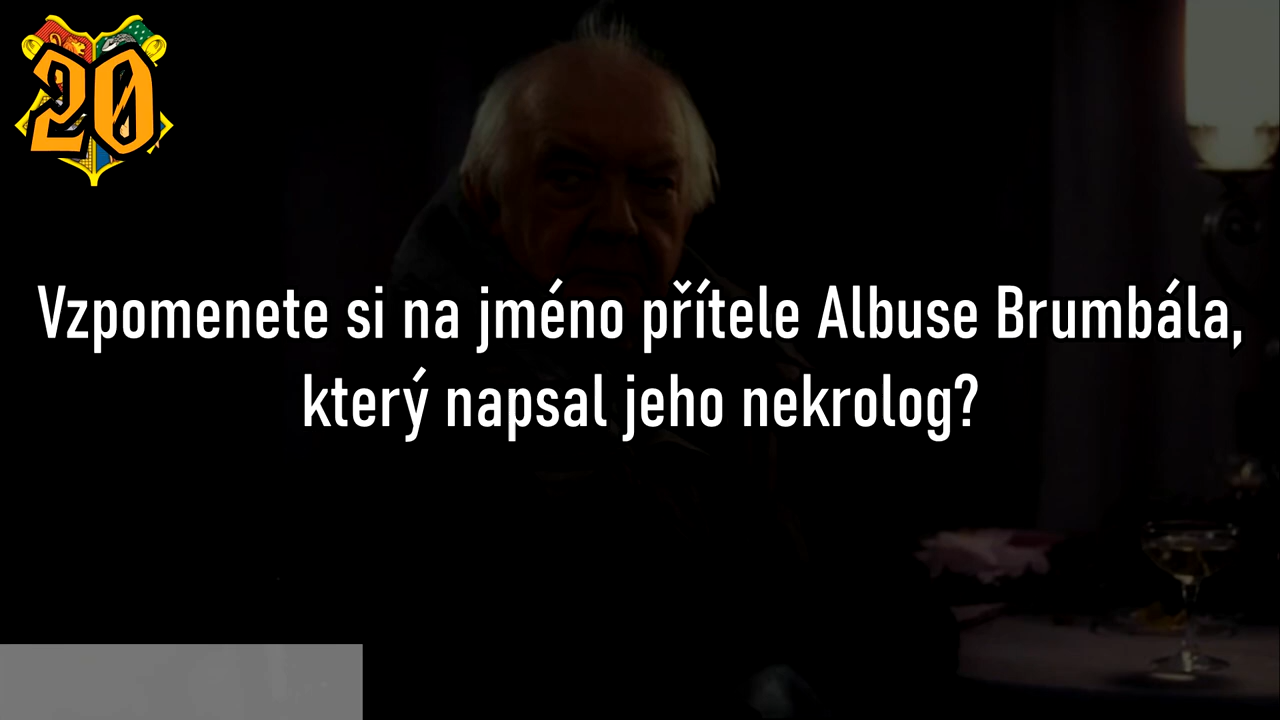 20
Vzpomenete si na jméno přítele Albuse Brumbála,
který napsal jeho nekrolog?